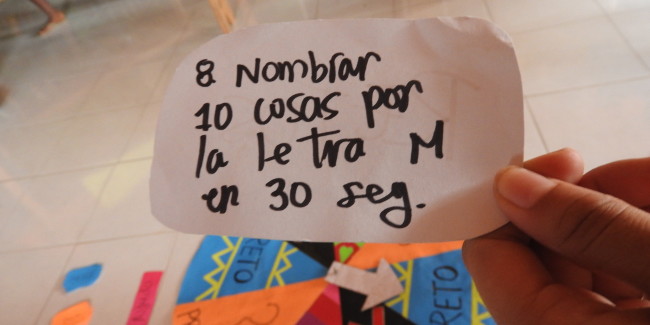 8 Nombrar
10 cosas por
la letra M
en 30 seg.
RETO
RETO